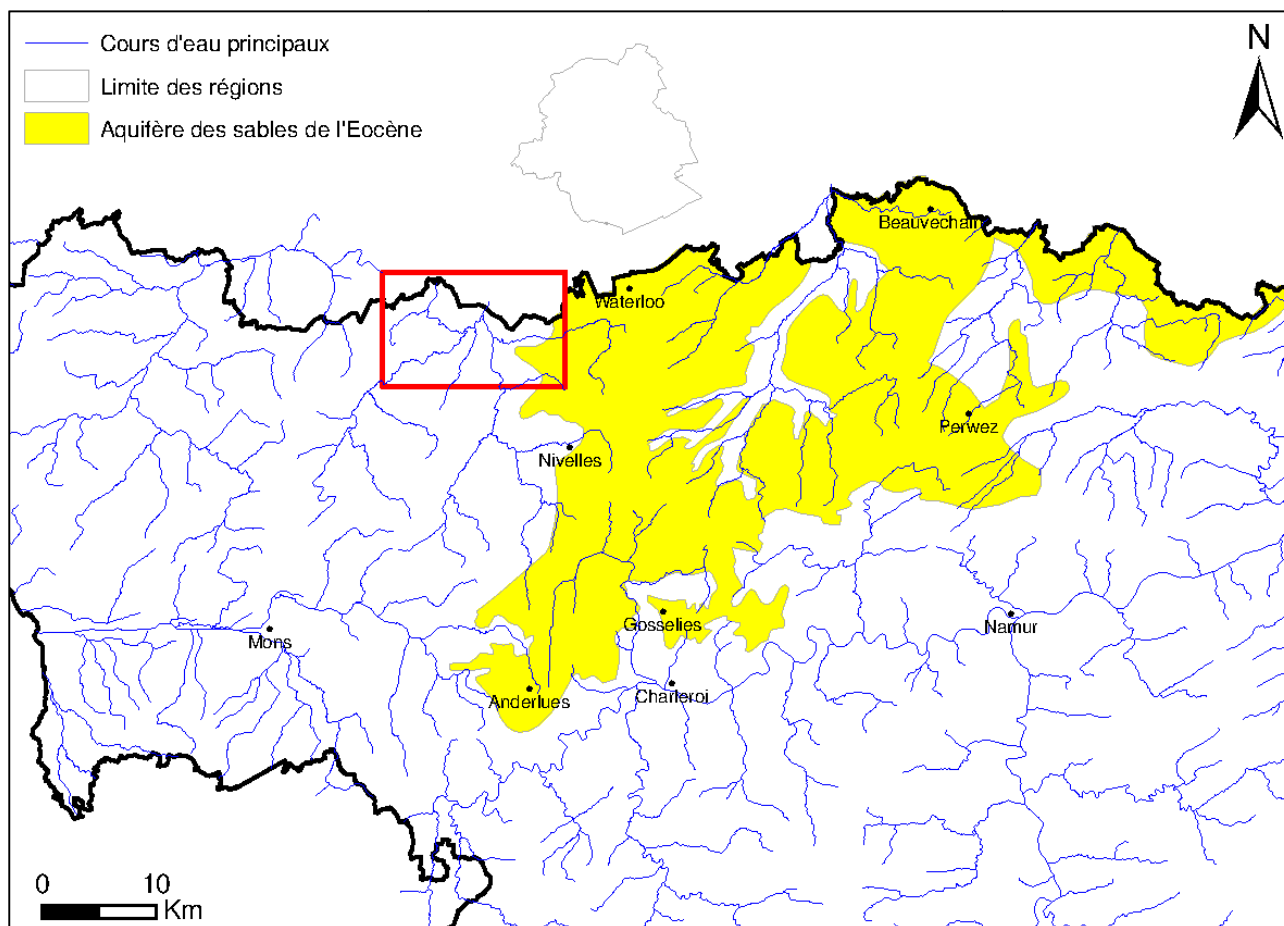 Cours d'eau principaux
Limite des régions
Aquifère des sables de l'Eocène
N
Beauvechain
Waterloo
Perwez
Nivelles
Gosselies
Namur
Mons
Anderlues
Charleroi
0 10
Km